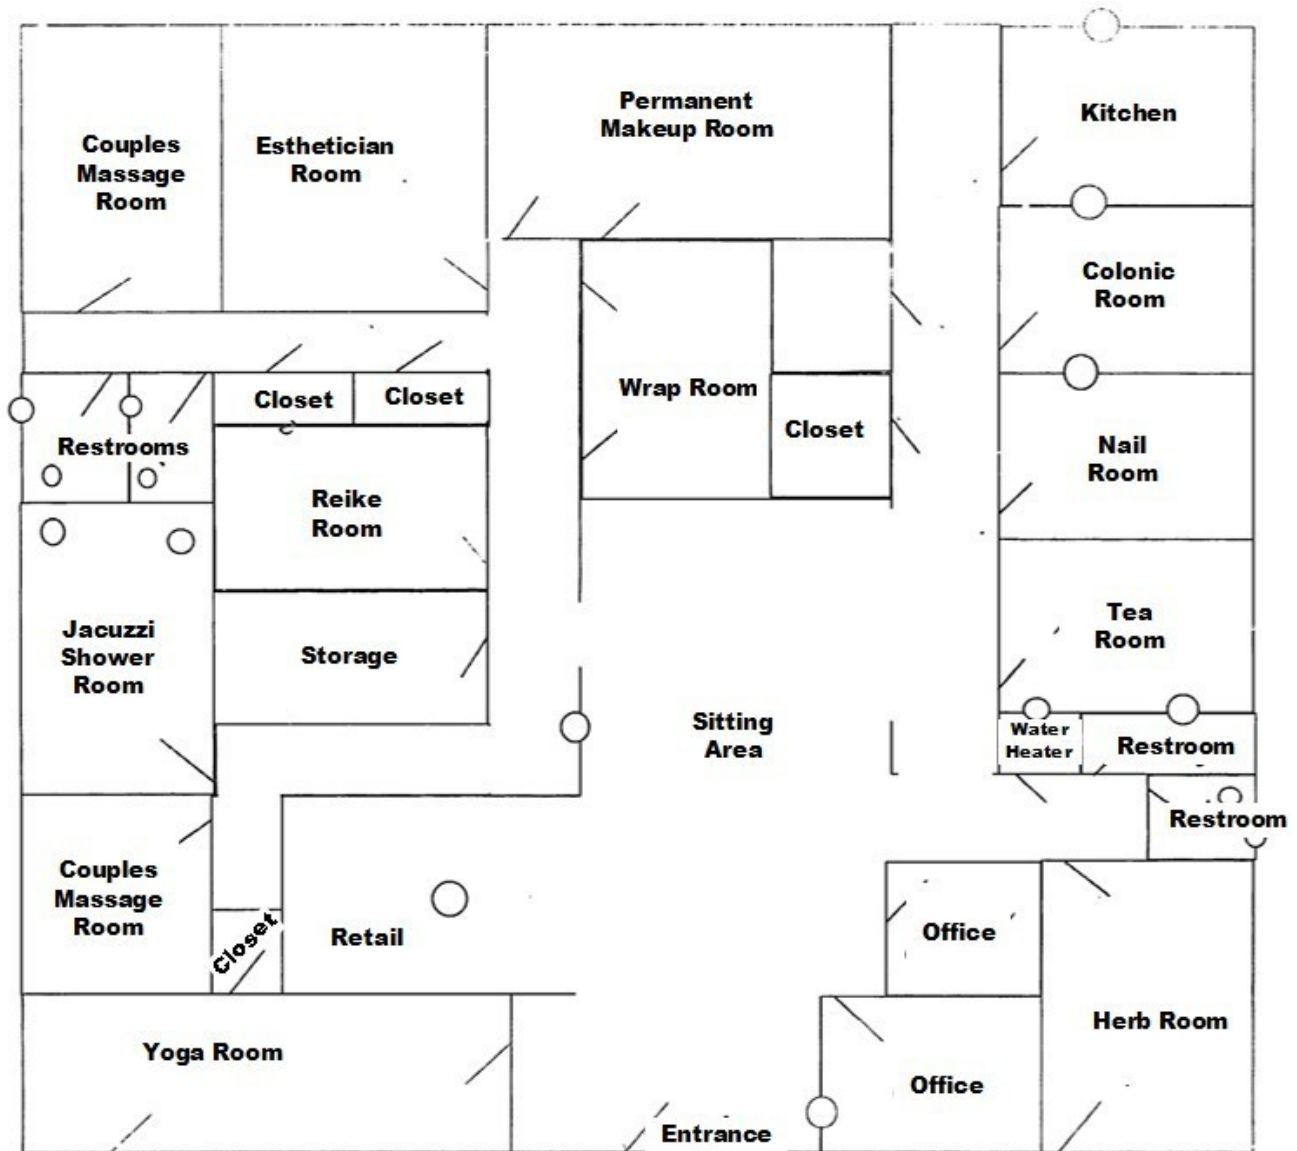 Permanent
Makeup Room
Kitchen
Couples
Massage
Room
Esthetician
Room
Colonic
Room
Wrap Room
Closet
Closet
Closet
Restrooms
Nail
Room
Reike
Room
Tea
Room
Jacuzzi
Shower
Room
Storage
Sitting
Area
Water
Heater
Restroom
Restroom
Couples
Massage
Room
Closet
Retail
Office
Herb Room
Yoga Room
Office
Entrance